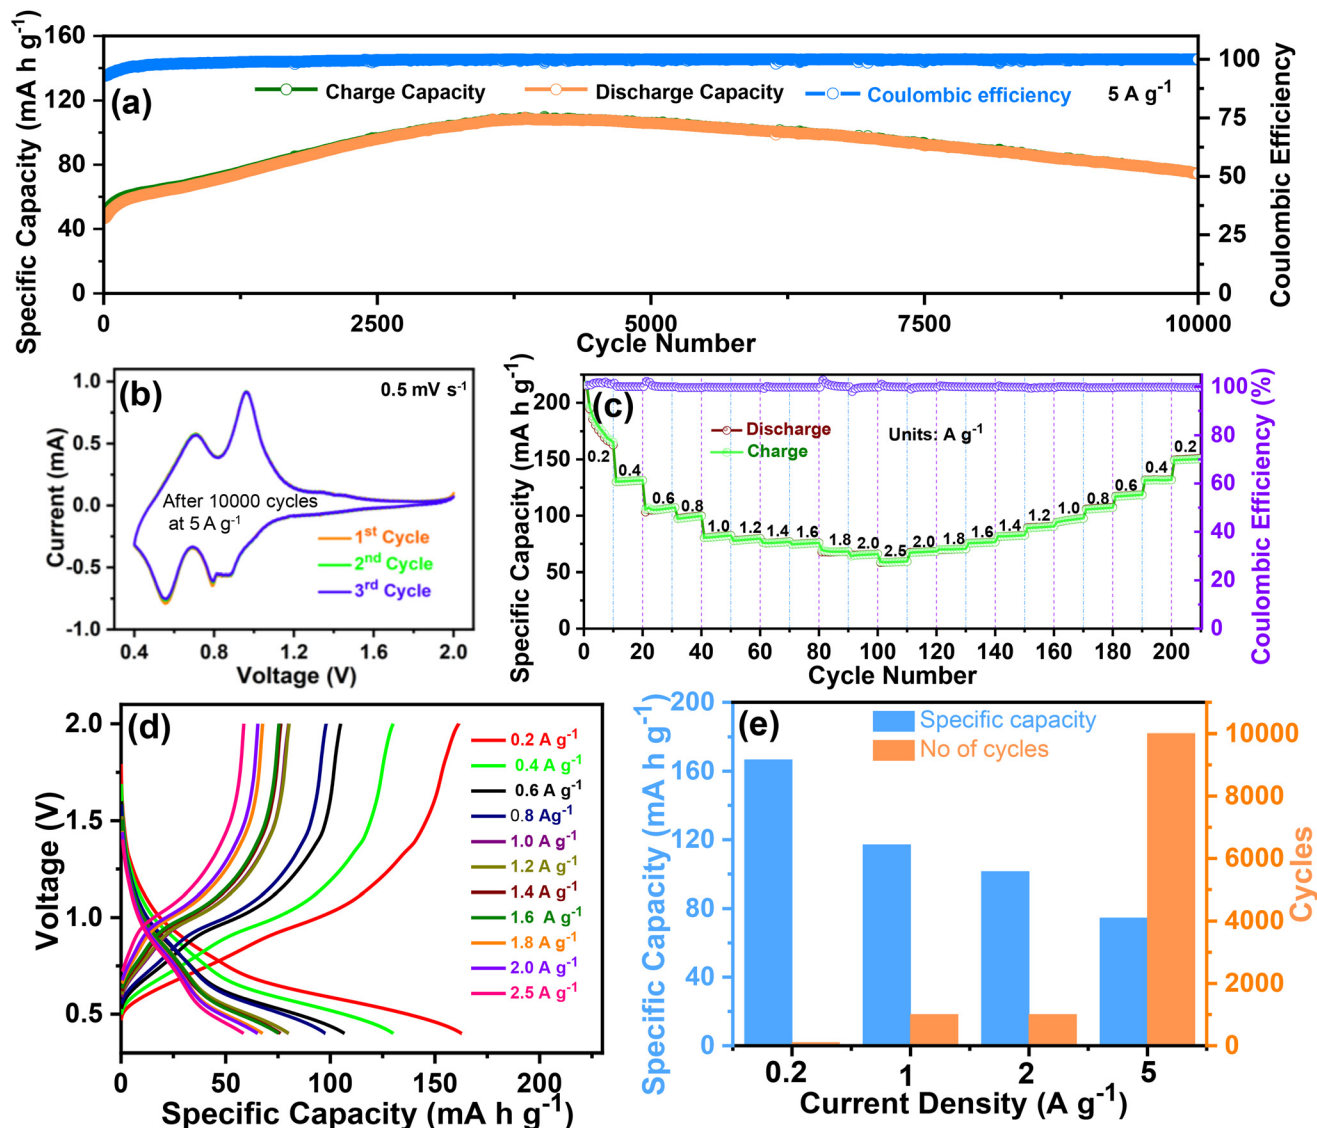 (a)
Specific Capacity (mA h g-1)
160
120
80
40
0
Charge Capacity
Discharge Capacity
Coulombic efficiency
5 A g-1
100
75
50
25
0
Coulombic Efficiency
0
2500
5000
7500
10000
Cycle Number
(b)
0.5 mV s-1
Current (mA)
1.0
0.5
0.0
-0.5
-1.0
After 10000 cycles
at 5 A g-1
1st Cycle
2nd Cycle
3rd Cycle
0.4
0.8
1.2
1.6
2.0
Voltage (V)
(c)
Specific Capacity (mA h g-1)
200
150
100
50
0
Discharge
Charge
Units: A g-1
0.2
0.4
0.6
0.8
1.0
1.2
1.4
1.6
1.8
2.0
2.5
2.0
1.8
1.6
1.4
1.2
1.0
0.8
0.6
0.4
0.2
100
80
60
40
20
0
Coulombic Efficiency (%)
0
20
40
60
80
100
120
140
160
180
200
Cycle Number
(d)
Voltage (V)
2.0
1.5
1.0
0.5
0.2 A g-1
0.4 A g-1
0.6 A g-1
0.8 Ag-1
1.0 A g-1
1.2 A g-1
1.4 A g-1
1.6 A g-1
1.8 A g-1
2.0 A g-1
2.5 A g-1
0
50
100
150
200
Specific Capacity (mA h g-1)
(e)
Specific Capacity (mA h g-1)
200
160
120
80
40
0
Specific capacity
No of cycles
10000
8000
6000
4000
2000
0
Cycles
0.2
1
2
5
Current Density (A g-1)